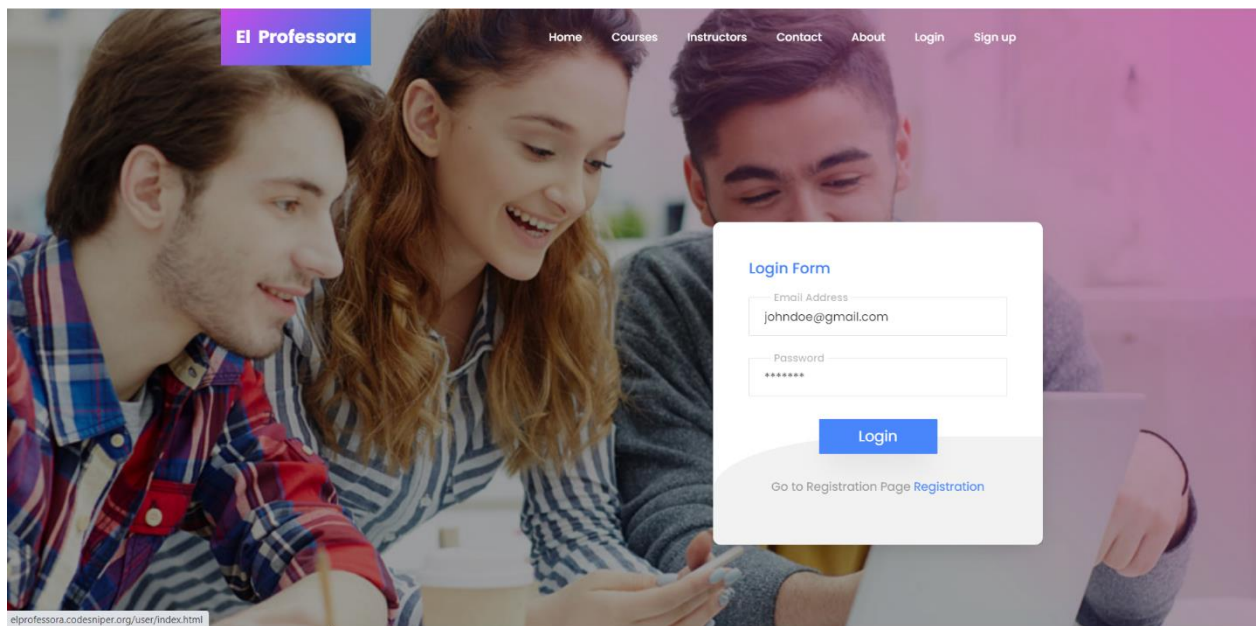 El Professora
Home Courses Instructors Contact About Login Sign up
Login Form
Email Address
johndoe@gmail.com
Password
*******
Login
Go to Registration Page Registration
elprofessora.codesniper.org/user/index.html